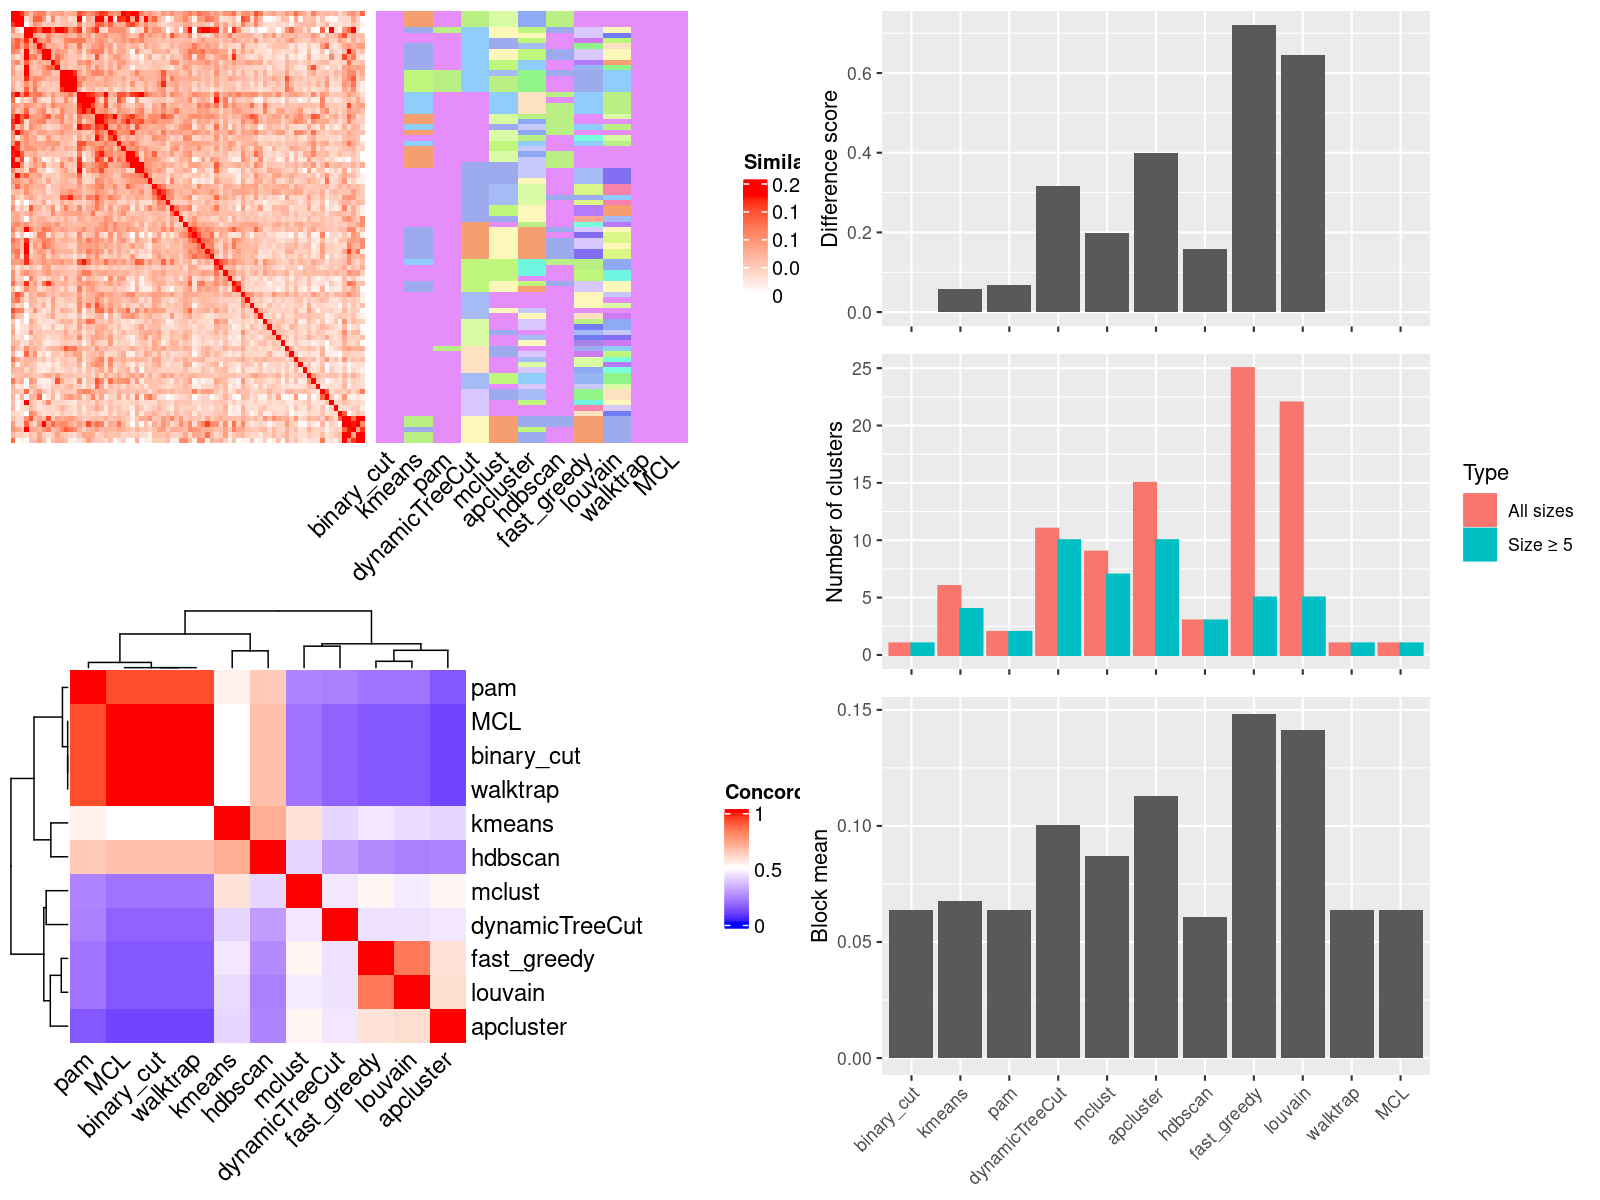 Simila
0.2
0.1
0.1
0.0
0
binary_cut
kmeans
pam
dynamicTreeCut
mclust
apcluster
hdbscan
fast_greedy
louvain
walktrap
MCL
pam
MCL
binary_cut
walktrap
kmeans
hdbscan
mclust
dynamicTreeCut
fast_greedy
louvain
apcluster
pam
MCL
binary_cut
walktrap
kmeans
hdbscan
mclust
dynamicTreeCut
fast_greedy
louvain
apcluster
Concord
1
0.5
0
Difference score
0.6
0.4
0.2
0.0
Number of clusters
25
20
15
10
5
0
Type
All sizes
Size ≥ 5
Block mean
0.15
0.10
0.05
0.00
binary_cut
kmeans
pam
dynamicTreeCut
mclust
apcluster
hdbscan
fast_greedy
louvain
walktrap
MCL